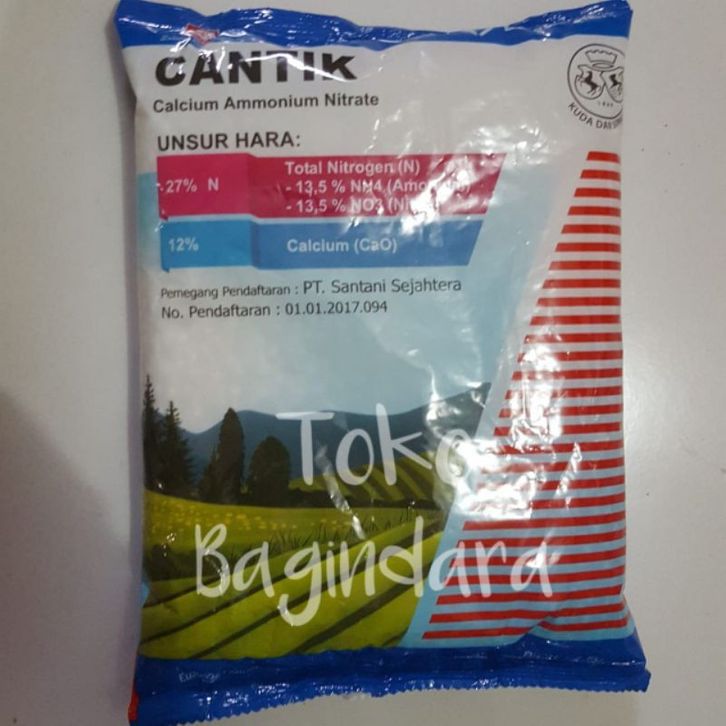 CANTIK
Calcium Ammonium Nitrate
KUDA
UNSUR HARA:
27% N
Total Nitrogen (N)
- 13,5 % NH4
- 13,5 % NO3
12%
Calcium (CaO)
Pemegang Pendaftaran : PT. Santani Sejahtera
No. Pendaftaran : 01.01.2017.094
Toko
Bagindara